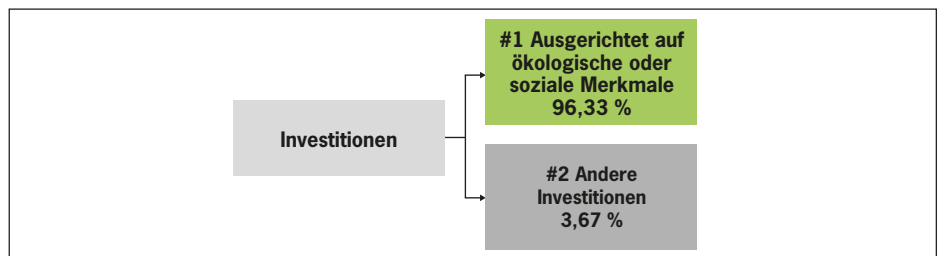 #1 Ausgerichtet auf
ökologische oder
soziale Merkmale
96,33 %
Investitionen
#2 Andere
Investitionen
3,67 %